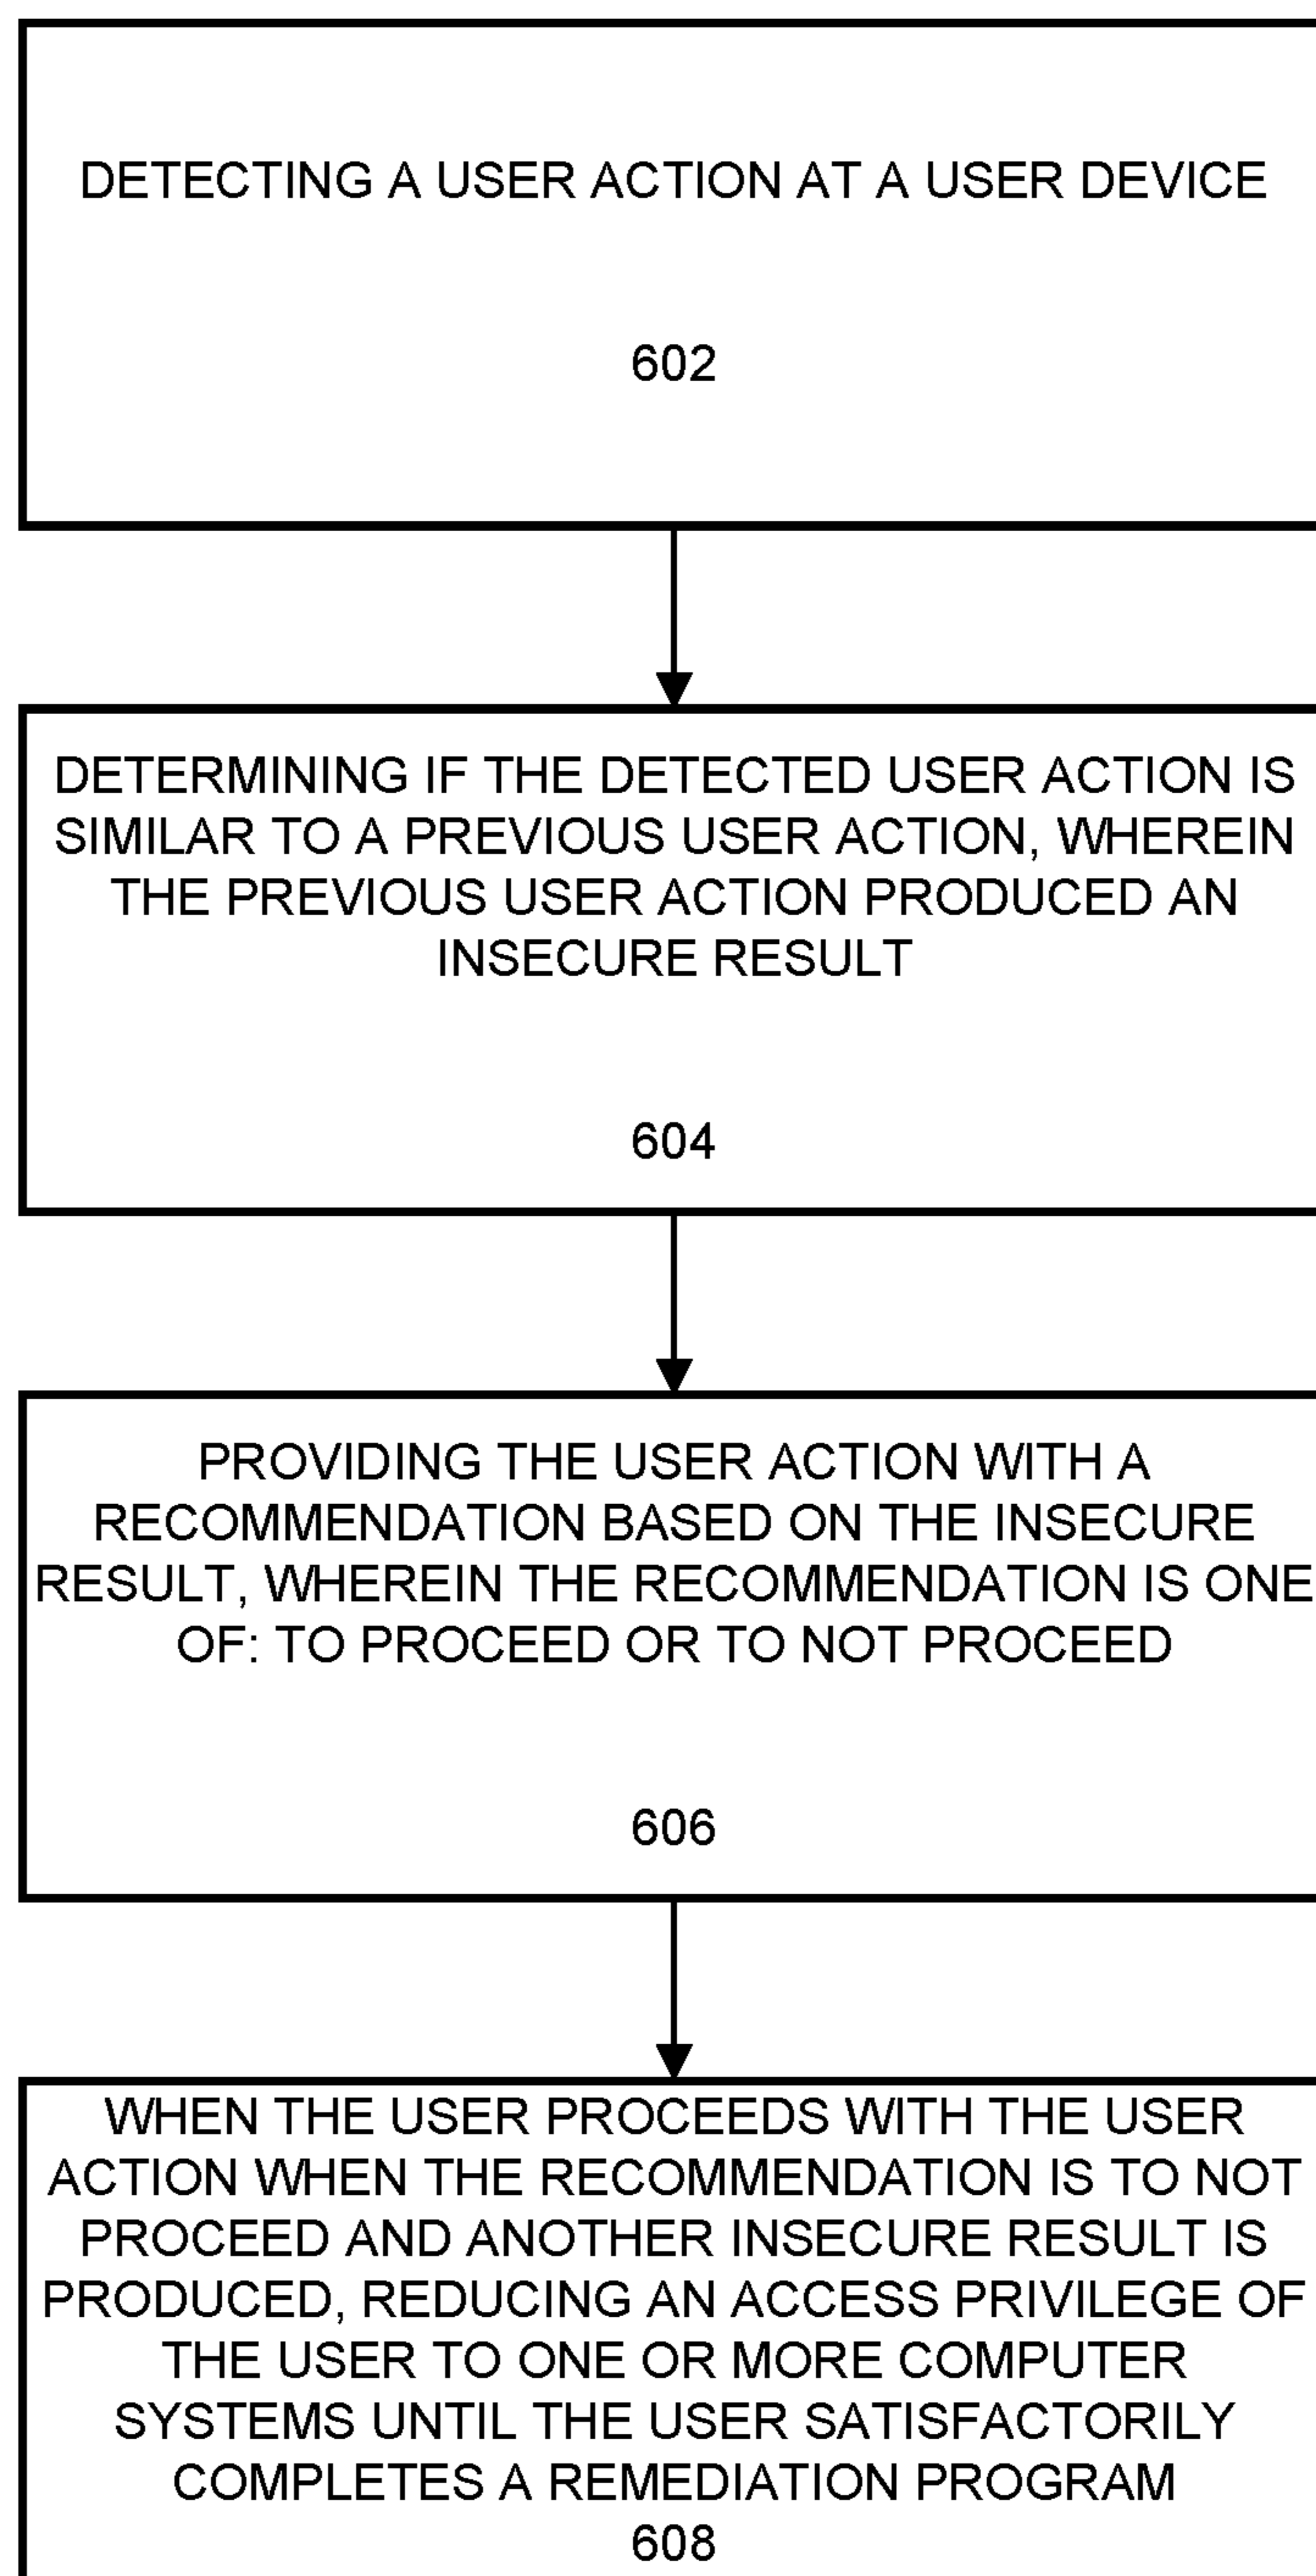 DETECTING A USER ACTION AT A USER DEVICE
602
DETERMINING IF THE DETECTED USER ACTION IS
SIMILAR TO A PREVIOUS USER ACTION, WHEREIN
THE PREVIOUS USER ACTION PRODUCED AN
INSECURE RESULT
604
PROVIDING THE USER ACTION WITH A
RECOMMENDATION BASED ON THE INSECURE
RESULT, WHEREIN THE RECOMMENDATION IS ONE
OF: TO PROCEED OR TO NOT PROCEED
606
WHEN THE USER PROCEEDS WITH THE USER
ACTION WHEN THE RECOMMENDATION IS TO NOT
PROCEED AND ANOTHER INSECURE RESULT IS
PRODUCED, REDUCING AN ACCESS PRIVILEGE OF
THE USER TO ONE OR MORE COMPUTER
SYSTEMS UNTIL THE USER SATISFACTORILY
COMPLETES A REMEDIATION PROGRAM
608